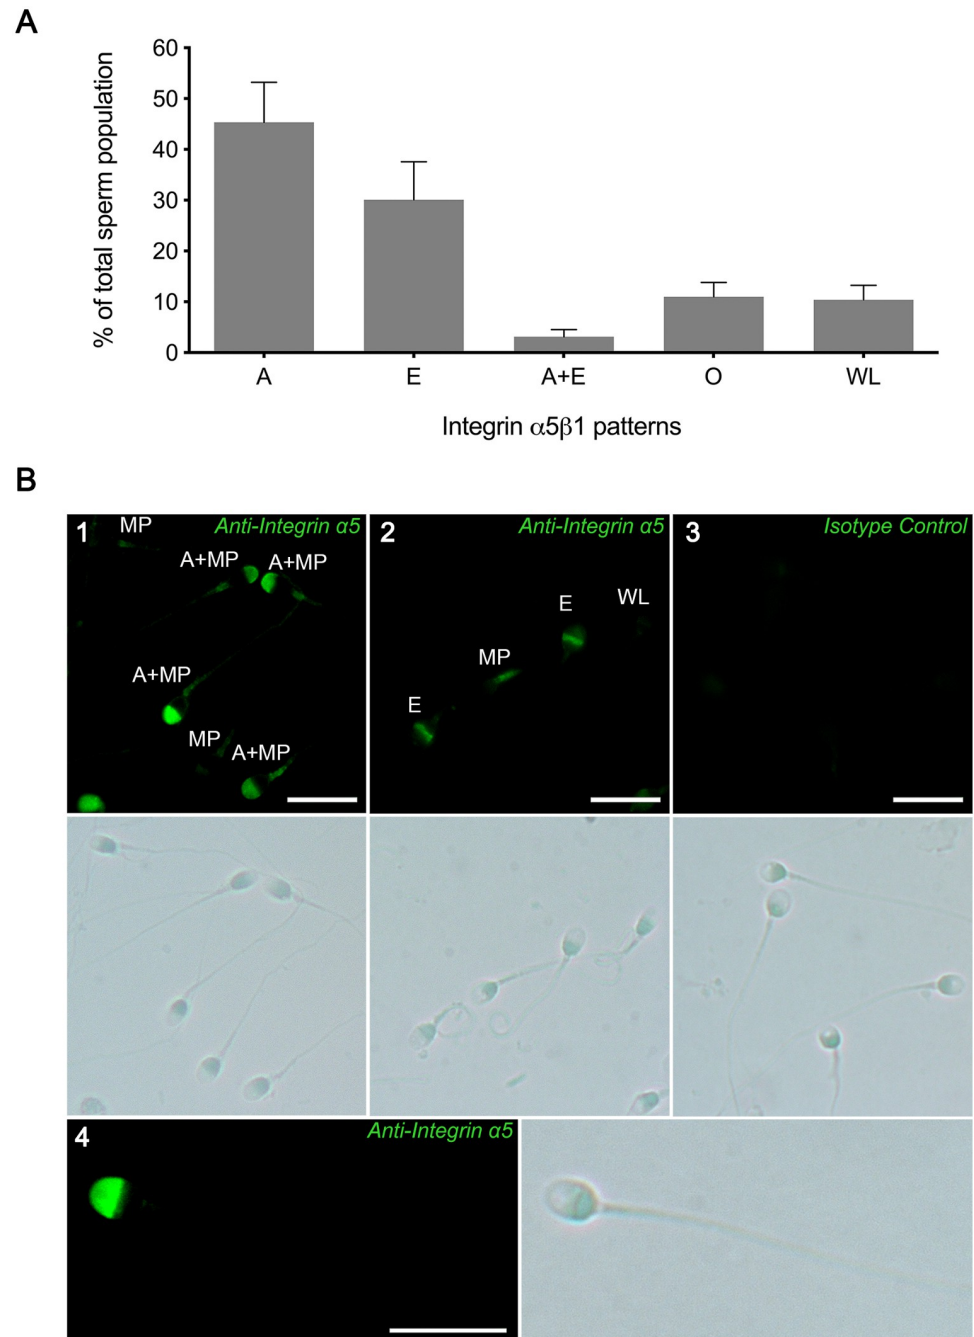 A
% of total sperm population
60
50
40
30
20
10
0
A E A+E O WL
Integrin α5β1 patterns
B
1 MP Anti-Integrin α5
A+MP A+MP
A+MP
MP A+MP
2 Anti-Integrin α5
E WL
MP
E
3 Isotype Control
4 Anti-Integrin α5